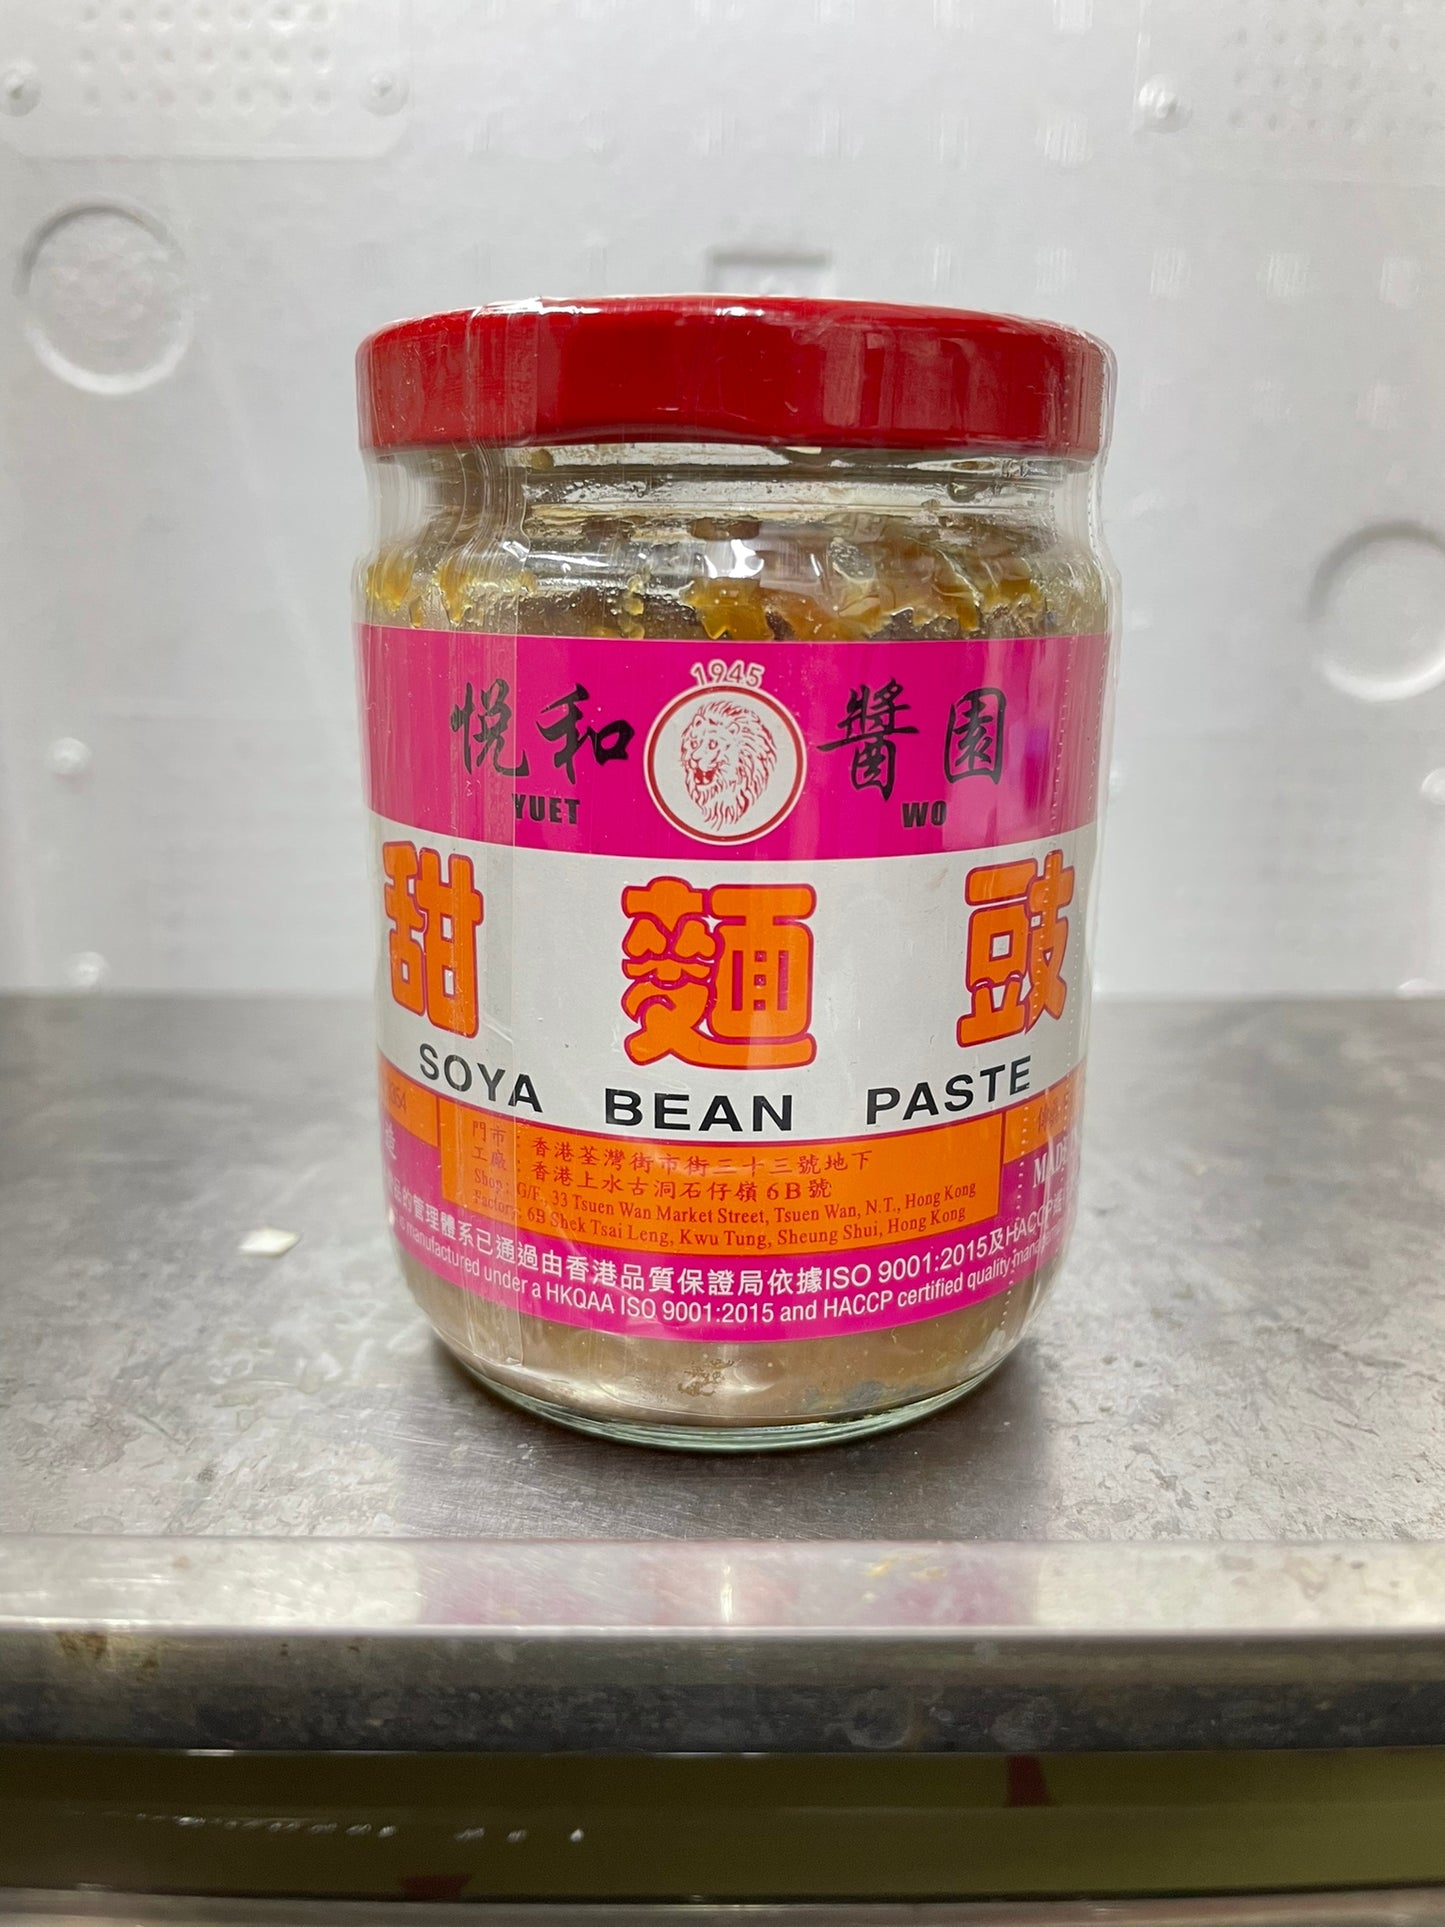 1945
悅和 醬園
YUET WO
甜 麵 豉
SOYA BEAN PASTE
門市：香港荃灣街市街三十三號地下
工廠：香港上水古洞石仔嶺6B號
Shop: G/F, 33 Tsuen Wan Market Street, Tsuen Wan, N.T., Hong Kong
Factory: 6B Shek Tsai Leng, Kwu Tung, Sheung Shui, Hong Kong
造
MADE
的管理體系已通過由香港品質保證局依據ISO 9001:2015及HACCP
manufactured under a HKQAA ISO 9001:2015 and HACCP certified quality